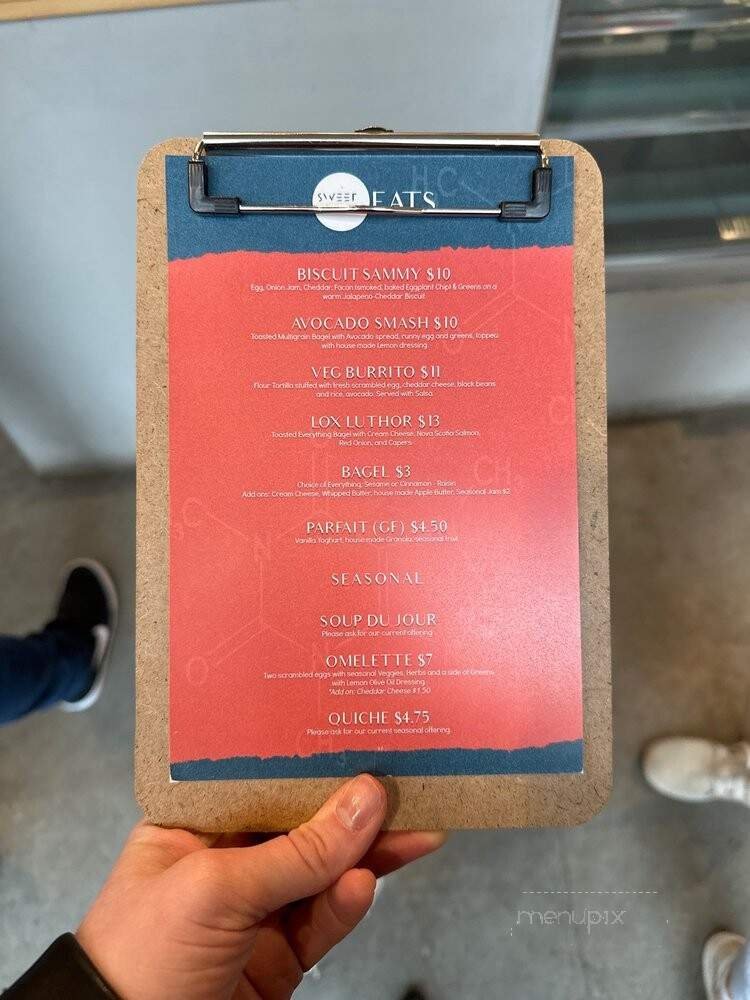 SWEET EATS
BISCUIT SAMMY $10
Egg, Onion Jam, Cheddar, Facon (smoked, baked Eggplant Chip) & Greens on a
warm Jalapeno-Cheddar Biscuit
AVOCADO SMASH $10
Toasted Multigrain Bagel with Avocado spread, runny egg and greens, topped
with house made Lemon dressing
VEG BURRITO $11
Flour Tortilla stuffed with fresh scrambled egg, cheddar cheese, black beans
and rice, avocado. Served with Salsa.
LOX LUTHOR $13
Toasted Everything Bagel with Cream Cheese, Nova Scotia Salmon,
Red Onion, and Capers.
BAGEL $3
Choice of Everything, Sesame or Cinnamon - Raisin
Add ons: Cream Cheese, Whipped Butter, house made Apple Butter, Seasonal Jam $2
PARFAIT (GF) $4.50
Vanilla Yoghurt, house made Granola, seasonal fruit
SEASONAL
SOUP DU JOUR
Please ask for our current offering
OMELETTE $7
Two scrambled eggs with seasonal Veggies, Herbs and a side of Greens
with Lemon Olive Oil Dressing.
*Add on: Cheddar Cheese $1.50
QUICHE $4.75
Please ask for our current seasonal offering
menupix